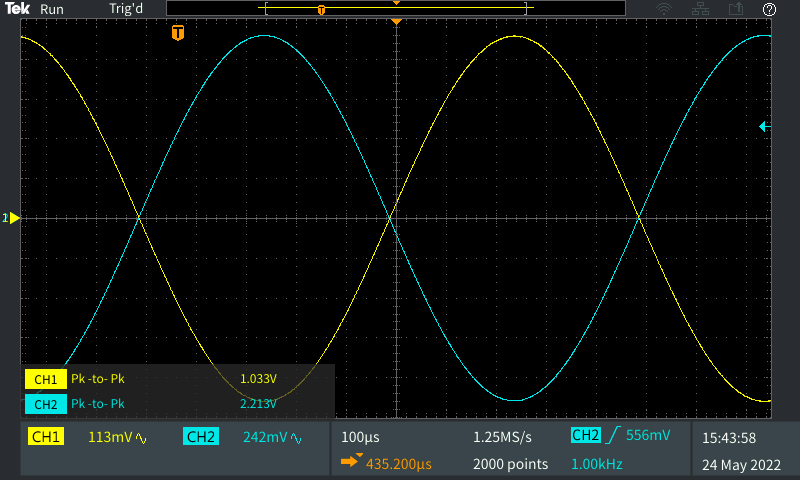 Tek Run Trig'd
T
T
1
CH1 Pk -to- Pk 1.033V
CH2 Pk -to- Pk 2.213V
CH1 113mV CH2 242mV 100µs 1.25MS/s CH2 556mV 15:43:58
435.200µs 2000 points 1.00kHz 24 May 2022